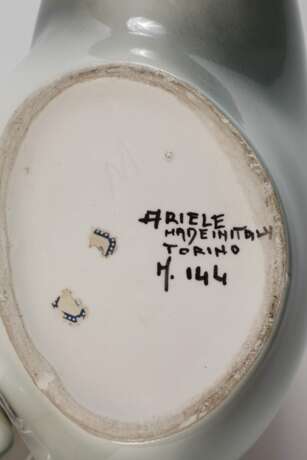 ARIELE
MADE IN ITALY
TORINO
M. 144
M